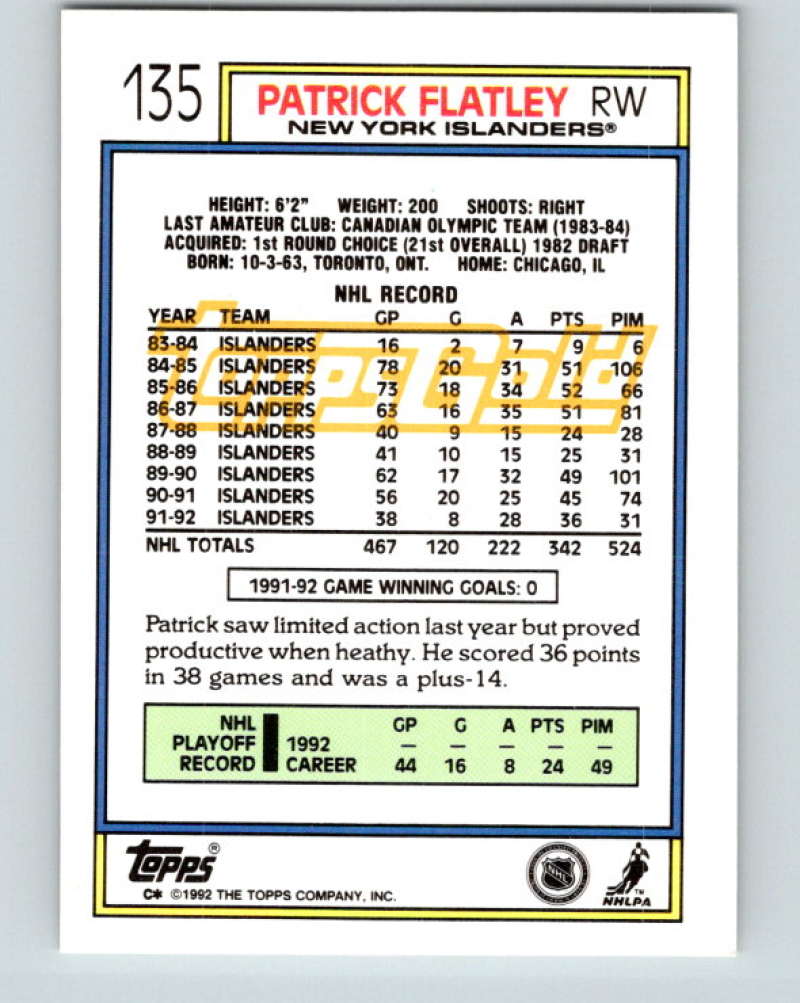 135 PATRICK FLATLEY RW
NEW YORK ISLANDERS®
HEIGHT: 6'2" WEIGHT: 200 SHOOTS: RIGHT
LAST AMATEUR CLUB: CANADIAN OLYMPIC TEAM (1983-84)
ACQUIRED: 1st ROUND CHOICE (21st OVERALL) 1982 DRAFT
BORN: 10-3-63, TORONTO, ONT. HOME: CHICAGO, IL
NHL RECORD
YEAR TEAM GP G A PTS PIM
83-84 ISLANDERS 16 2 7 9 6
84-85 ISLANDERS 78 20 31 51 106
85-86 ISLANDERS 73 18 34 52 66
86-87 ISLANDERS 63 16 35 51 81
87-88 ISLANDERS 40 9 15 24 28
88-89 ISLANDERS 41 10 15 25 31
89-90 ISLANDERS 62 17 32 49 101
90-91 ISLANDERS 56 20 25 45 74
91-92 ISLANDERS 38 8 28 36 31
NHL TOTALS 467 120 222 342 524
Topps Gold
1991-92 GAME WINNING GOALS: 0
Patrick saw limited action last year but proved
productive when heathy. He scored 36 points
in 38 games and was a plus-14.
NHL GP G A PTS PIM
PLAYOFF 1992 — — — — —
RECORD CAREER 44 16 8 24 49
TOPPS®
C* ©1992 THE TOPPS COMPANY, INC.
NHL
TM
NHLPA